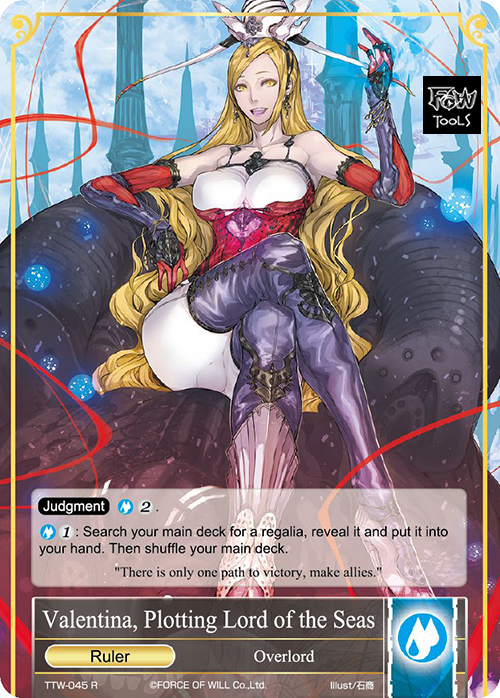 FOW
TOOLS
Judgment 2 .
1 : Search your main deck for a regalia, reveal it and put it into
your hand. Then shuffle your main deck.
"There is only one path to victory, make allies."
Valentina, Plotting Lord of the Seas
Ruler Overlord
TTW-045 R ©FORCE OF WILL Co.,Ltd. Illust/石商